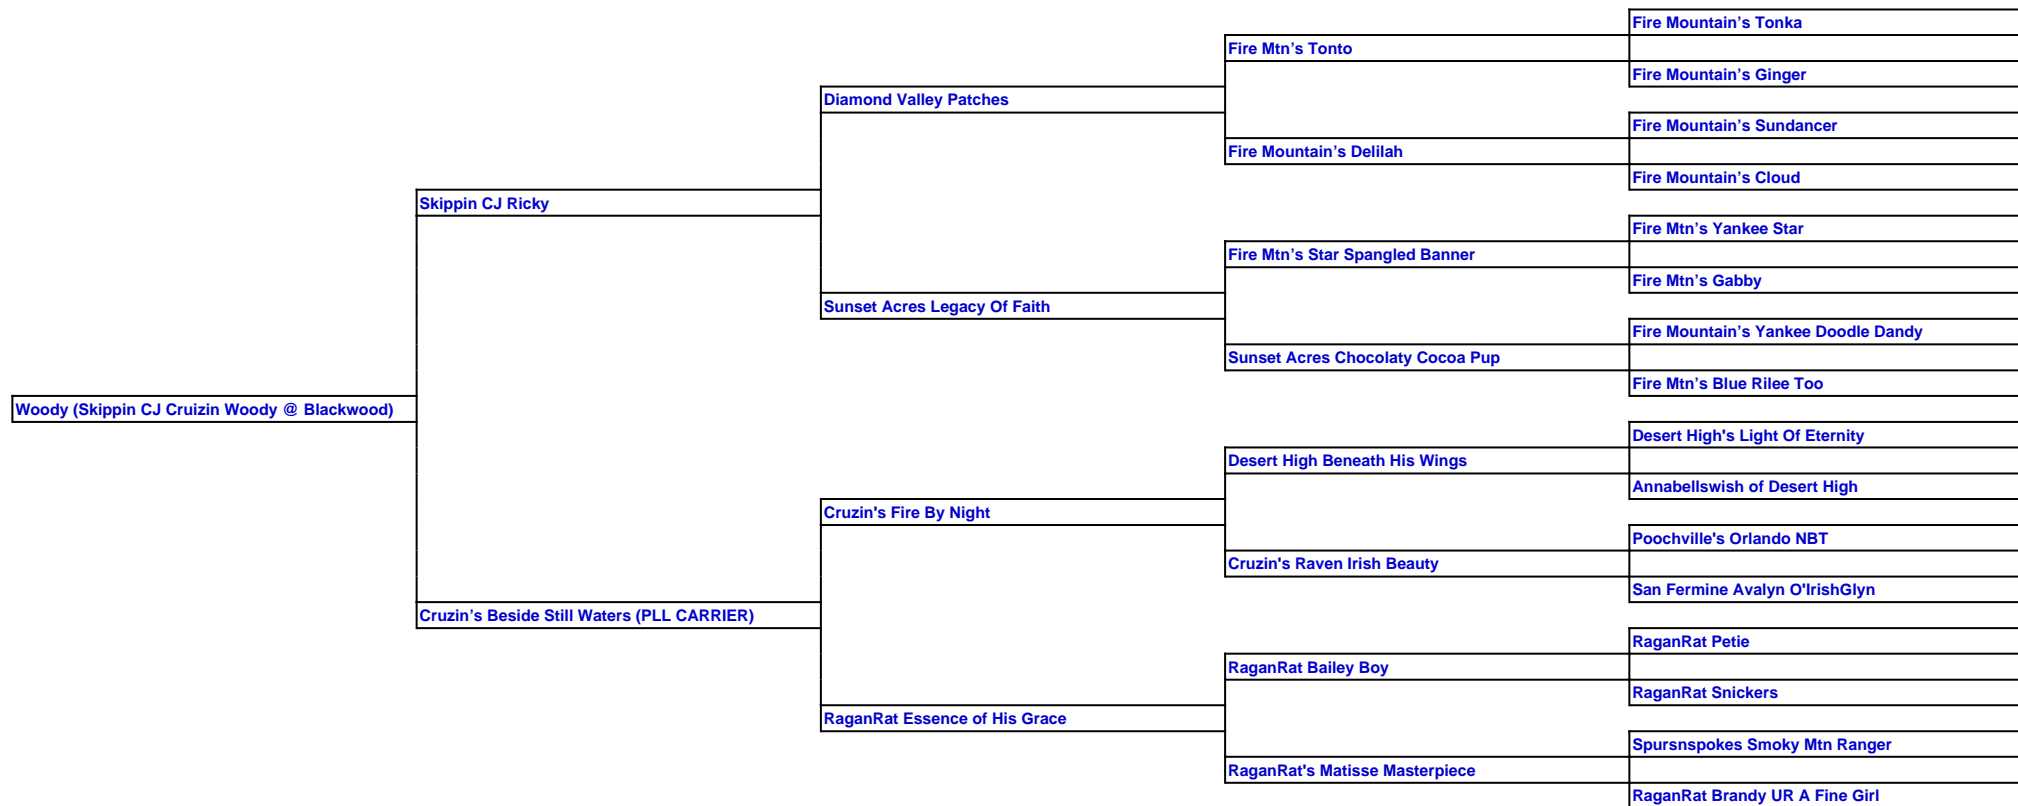 Fire Mountain’s Tonka
Fire Mtn’s Tonto
Fire Mountain’s Ginger
Diamond Valley Patches
Fire Mountain’s Sundancer
Fire Mountain’s Delilah
Fire Mountain’s Cloud
Skippin CJ Ricky
Fire Mtn’s Yankee Star
Fire Mtn’s Star Spangled Banner
Fire Mtn’s Gabby
Sunset Acres Legacy Of Faith
Fire Mountain’s Yankee Doodle Dandy
Sunset Acres Chocolaty Cocoa Pup
Fire Mtn’s Blue Rilee Too
Woody (Skippin CJ Cruizin Woody @ Blackwood)
Desert High's Light Of Eternity
Desert High Beneath His Wings
Annabellswish of Desert High
Cruzin's Fire By Night
Poochville's Orlando NBT
Cruzin's Raven Irish Beauty
San Fermine Avalyn O'IrishGlyn
Cruzin’s Beside Still Waters (PLL CARRIER)
RaganRat Petie
RaganRat Bailey Boy
RaganRat Snickers
RaganRat Essence of His Grace
Spursnspokes Smoky Mtn Ranger
RaganRat's Matisse Masterpiece
RaganRat Brandy UR A Fine Girl